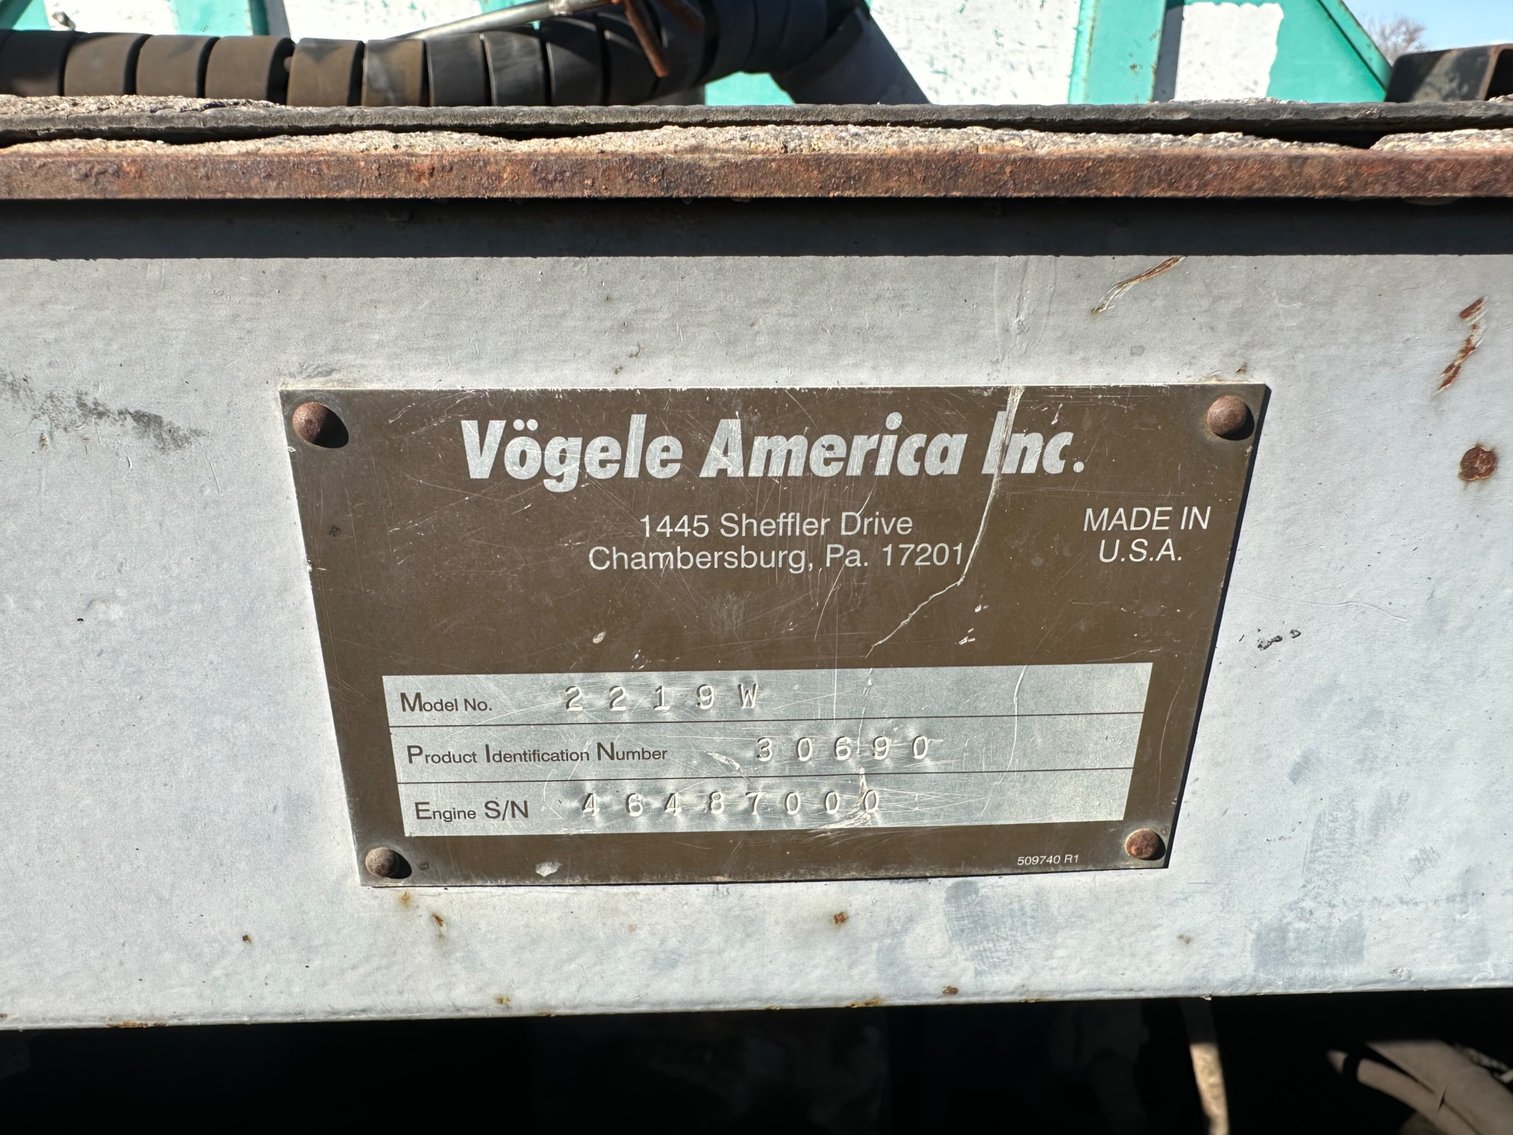 Vögele America Inc.
1445 Sheffler Drive
Chambersburg, Pa. 17201
MADE IN
U.S.A.
Model No. 2219W
Product Identification Number 30690
Engine S/N 46487000
509740 R1